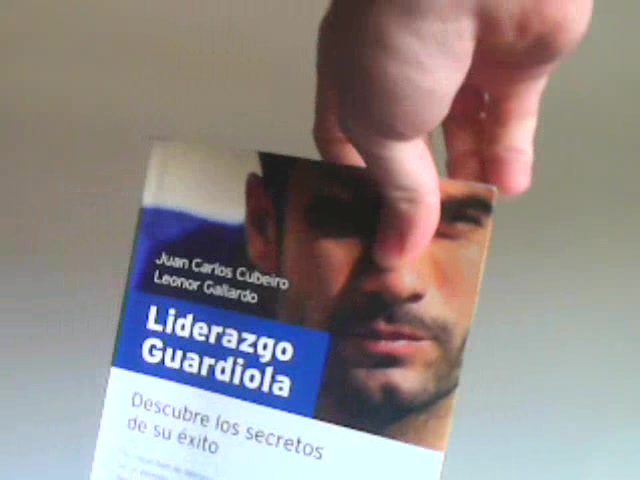 Juan Carlos Cubeiro
Leonor Gallardo
Liderazgo
Guardiola
Descubre los secretos
de su éxito